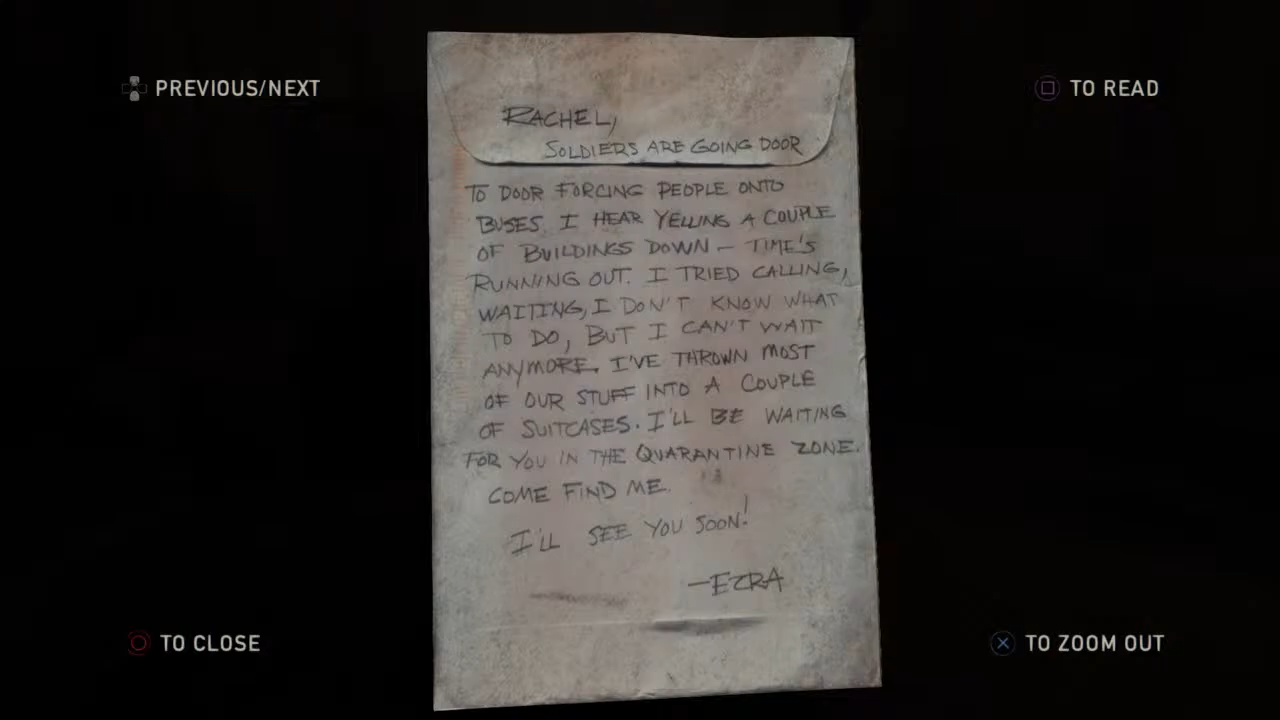 PREVIOUS/NEXT
TO READ
RACHEL,
SOLDIERS ARE GOING DOOR
TO DOOR FORCING PEOPLE ONTO
BUSES. I HEAR YELLING A COUPLE
OF BUILDINGS DOWN — TIME'S
RUNNING OUT. I TRIED CALLING,
WAITING, I DON'T KNOW WHAT
TO DO, BUT I CAN'T WAIT
ANYMORE. I'VE THROWN MOST
OF OUR STUFF INTO A COUPLE
OF SUITCASES. I'LL BE WAITING
FOR YOU IN THE QUARANTINE ZONE.
COME FIND ME.
I'LL SEE YOU SOON!
—EZRA
TO CLOSE
TO ZOOM OUT